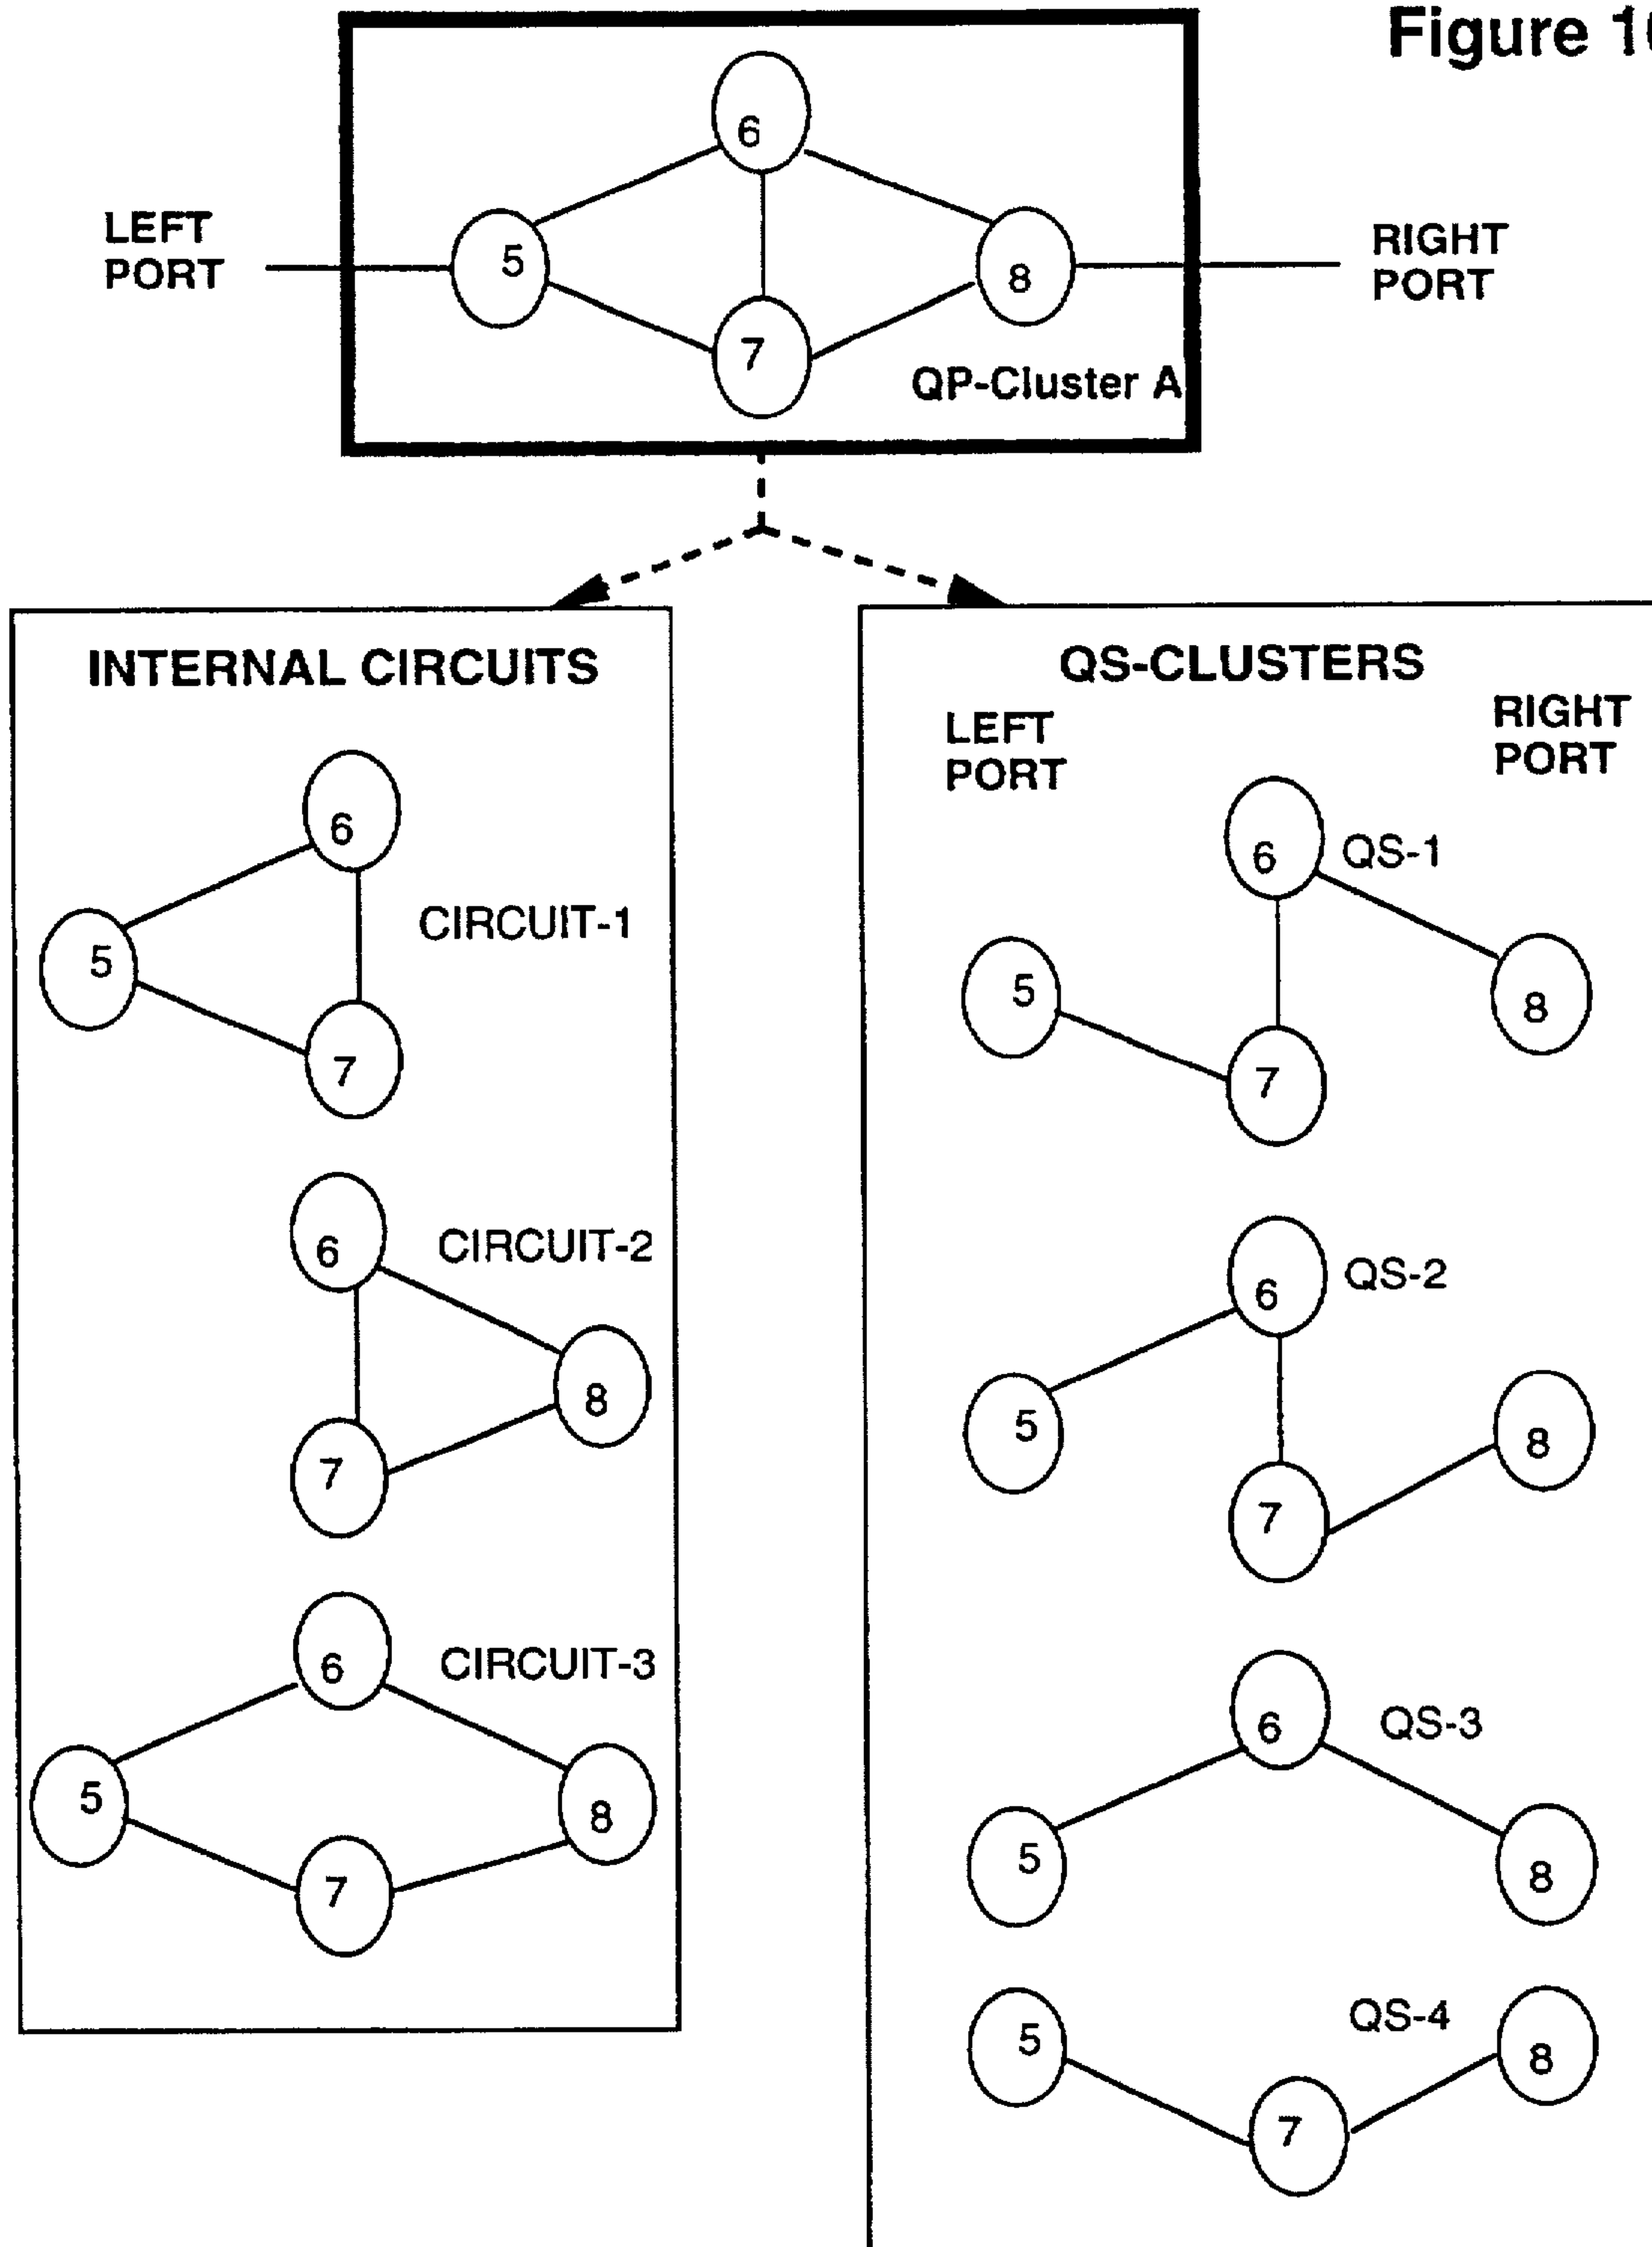 Figure 10
6
LEFT
PORT
5
8
RIGHT
PORT
7
QP-Cluster A
INTERNAL CIRCUITS
6
CIRCUIT-1
5
7
6
CIRCUIT-2
8
7
6
CIRCUIT-3
5
8
7
QS-CLUSTERS
LEFT
PORT
RIGHT
PORT
6
QS-1
5
8
7
6
QS-2
5
8
7
6
QS-3
5
8
5
QS-4
8
7